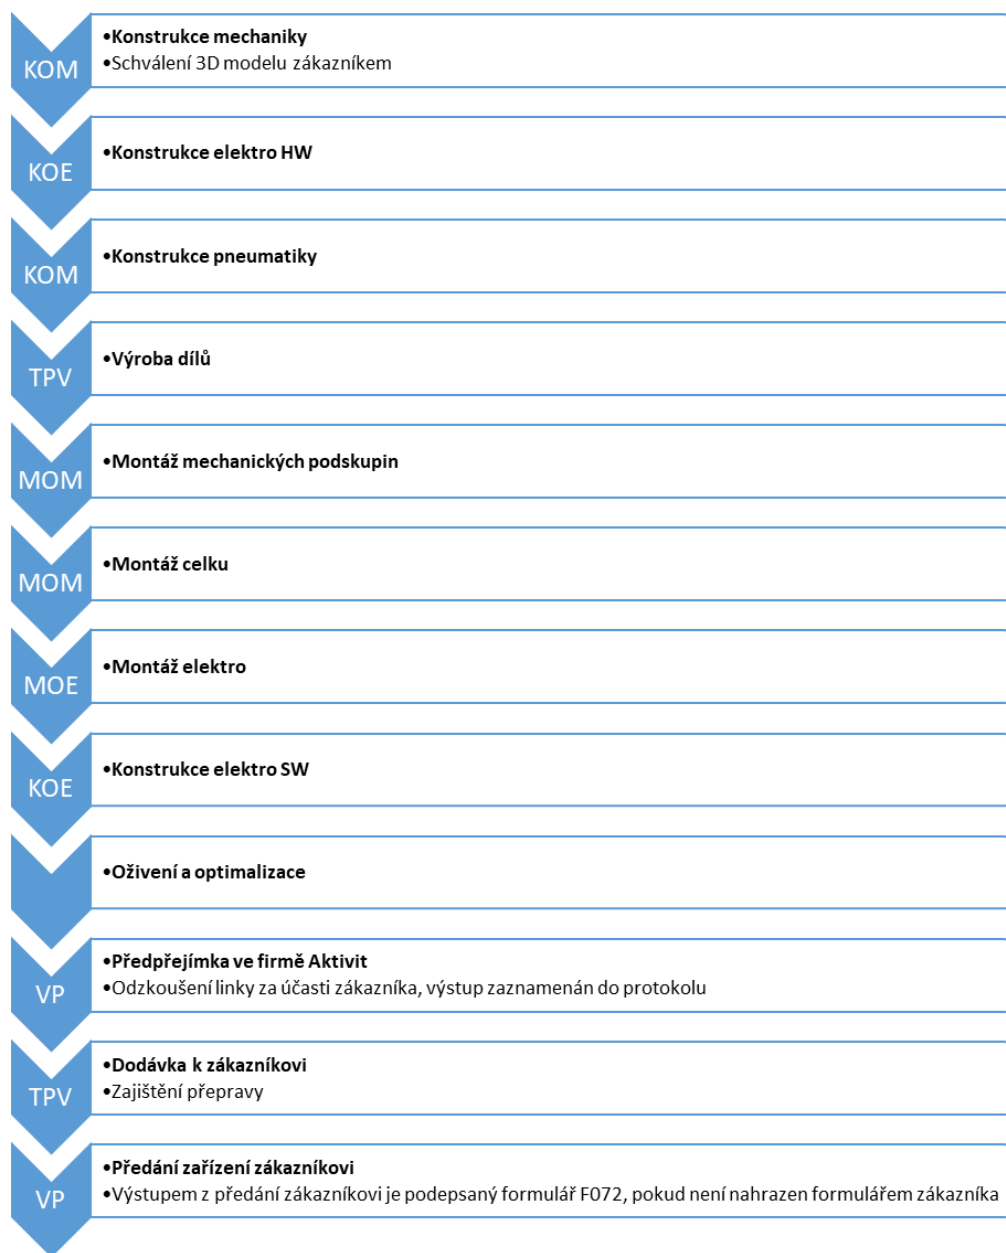 KOM
•Konstrukce mechaniky
•Schválení 3D modelu zákazníkem
KOE
•Konstrukce elektro HW
KOM
•Konstrukce pneumatiky
TPV
•Výroba dílů
MOM
•Montáž mechanických podskupin
MOM
•Montáž celku
MOE
•Montáž elektro
KOE
•Konstrukce elektro SW
•Oživení a optimalizace
VP
•Předpřejímka ve firmě Aktivit
•Odzkoušení linky za účasti zákazníka, výstup zaznamenán do protokolu
TPV
•Dodávka k zákazníkovi
•Zajištění přepravy
VP
•Předání zařízení zákazníkovi
•Výstupem z předání zákazníkovi je podepsaný formulář F072, pokud není nahrazen formulářem zákazníka